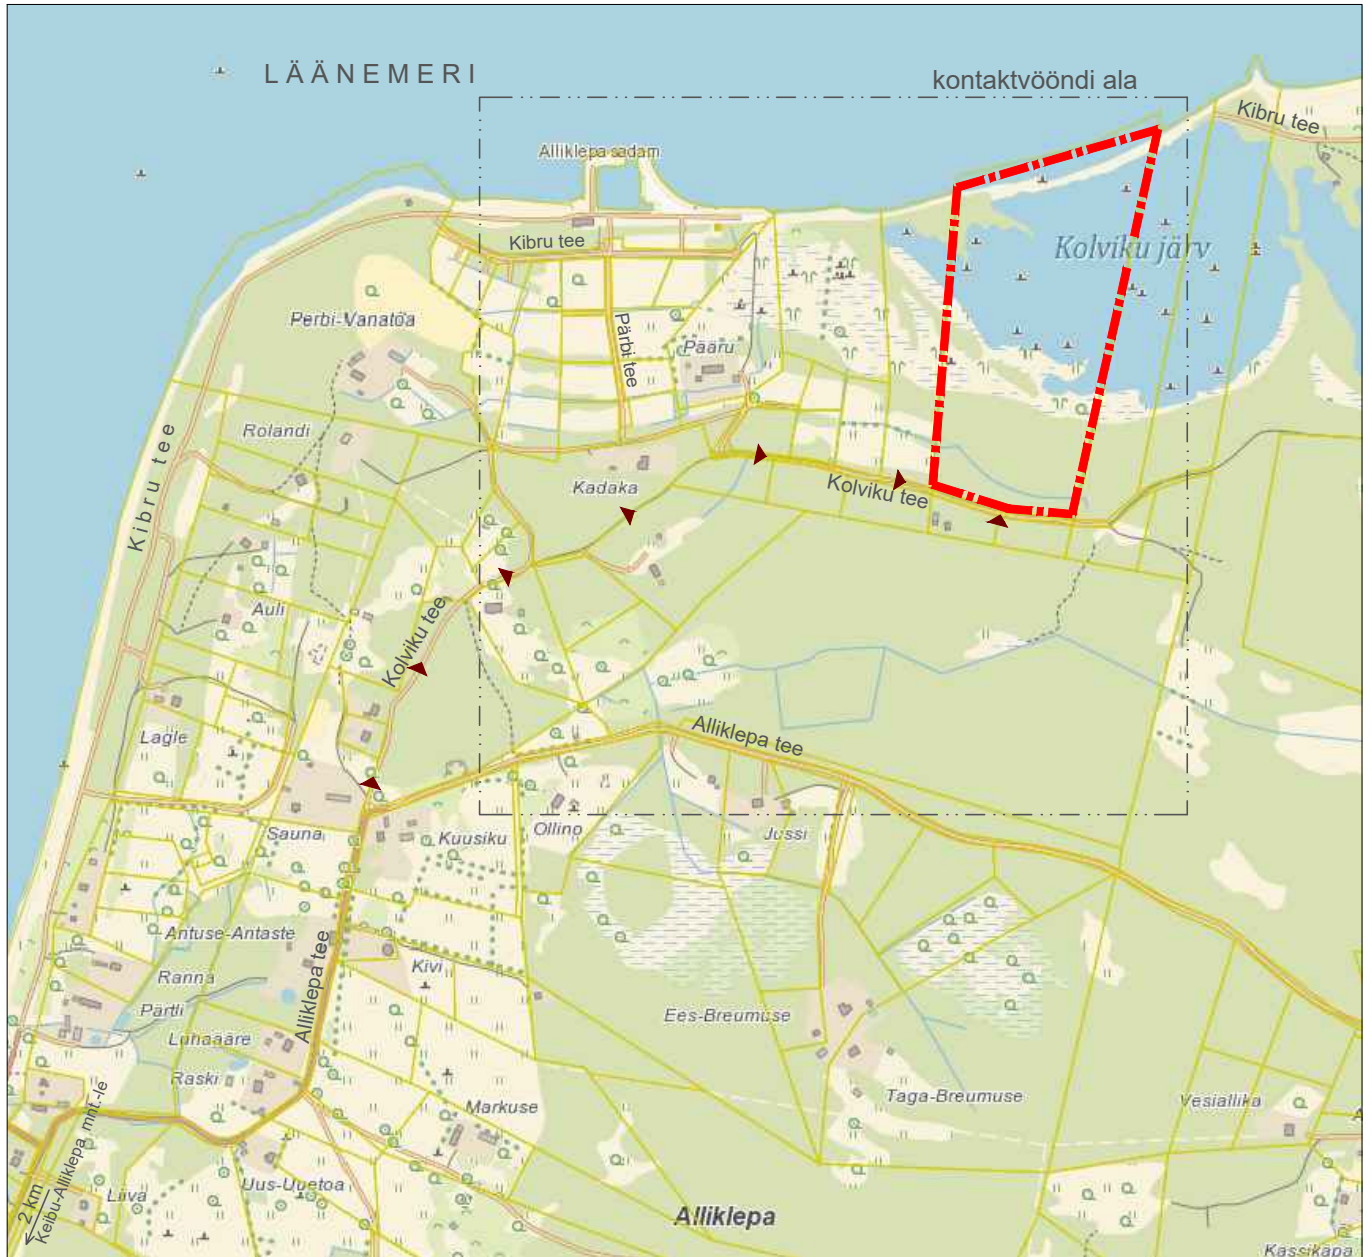 LÄÄNEMERI
kontaktvööndi ala
Kibru tee
Alliklepa sadam
Kibru tee
Kolviku järv
Perbi-Vanatoa
Pärbi tee
Pääru
Rolandi
Kibru tee
Kadaka
Kolviku tee
Auli
Kolviku tee
Lagle
Alliklepa tee
Sauna
Kuusiku
Ollino
Jussi
Antuse-Antaste
Alliklepa tee
Kivi
Ranna
Pärtli
Ees-Breumuse
Luhaääre
Raski
Markuse
Taga-Breumuse
Vesiallika
2 km
Keibu-Alliklepa mnt.-le
Liiva
Uus-Uuetoa
Alliklepa
Kassikäpa